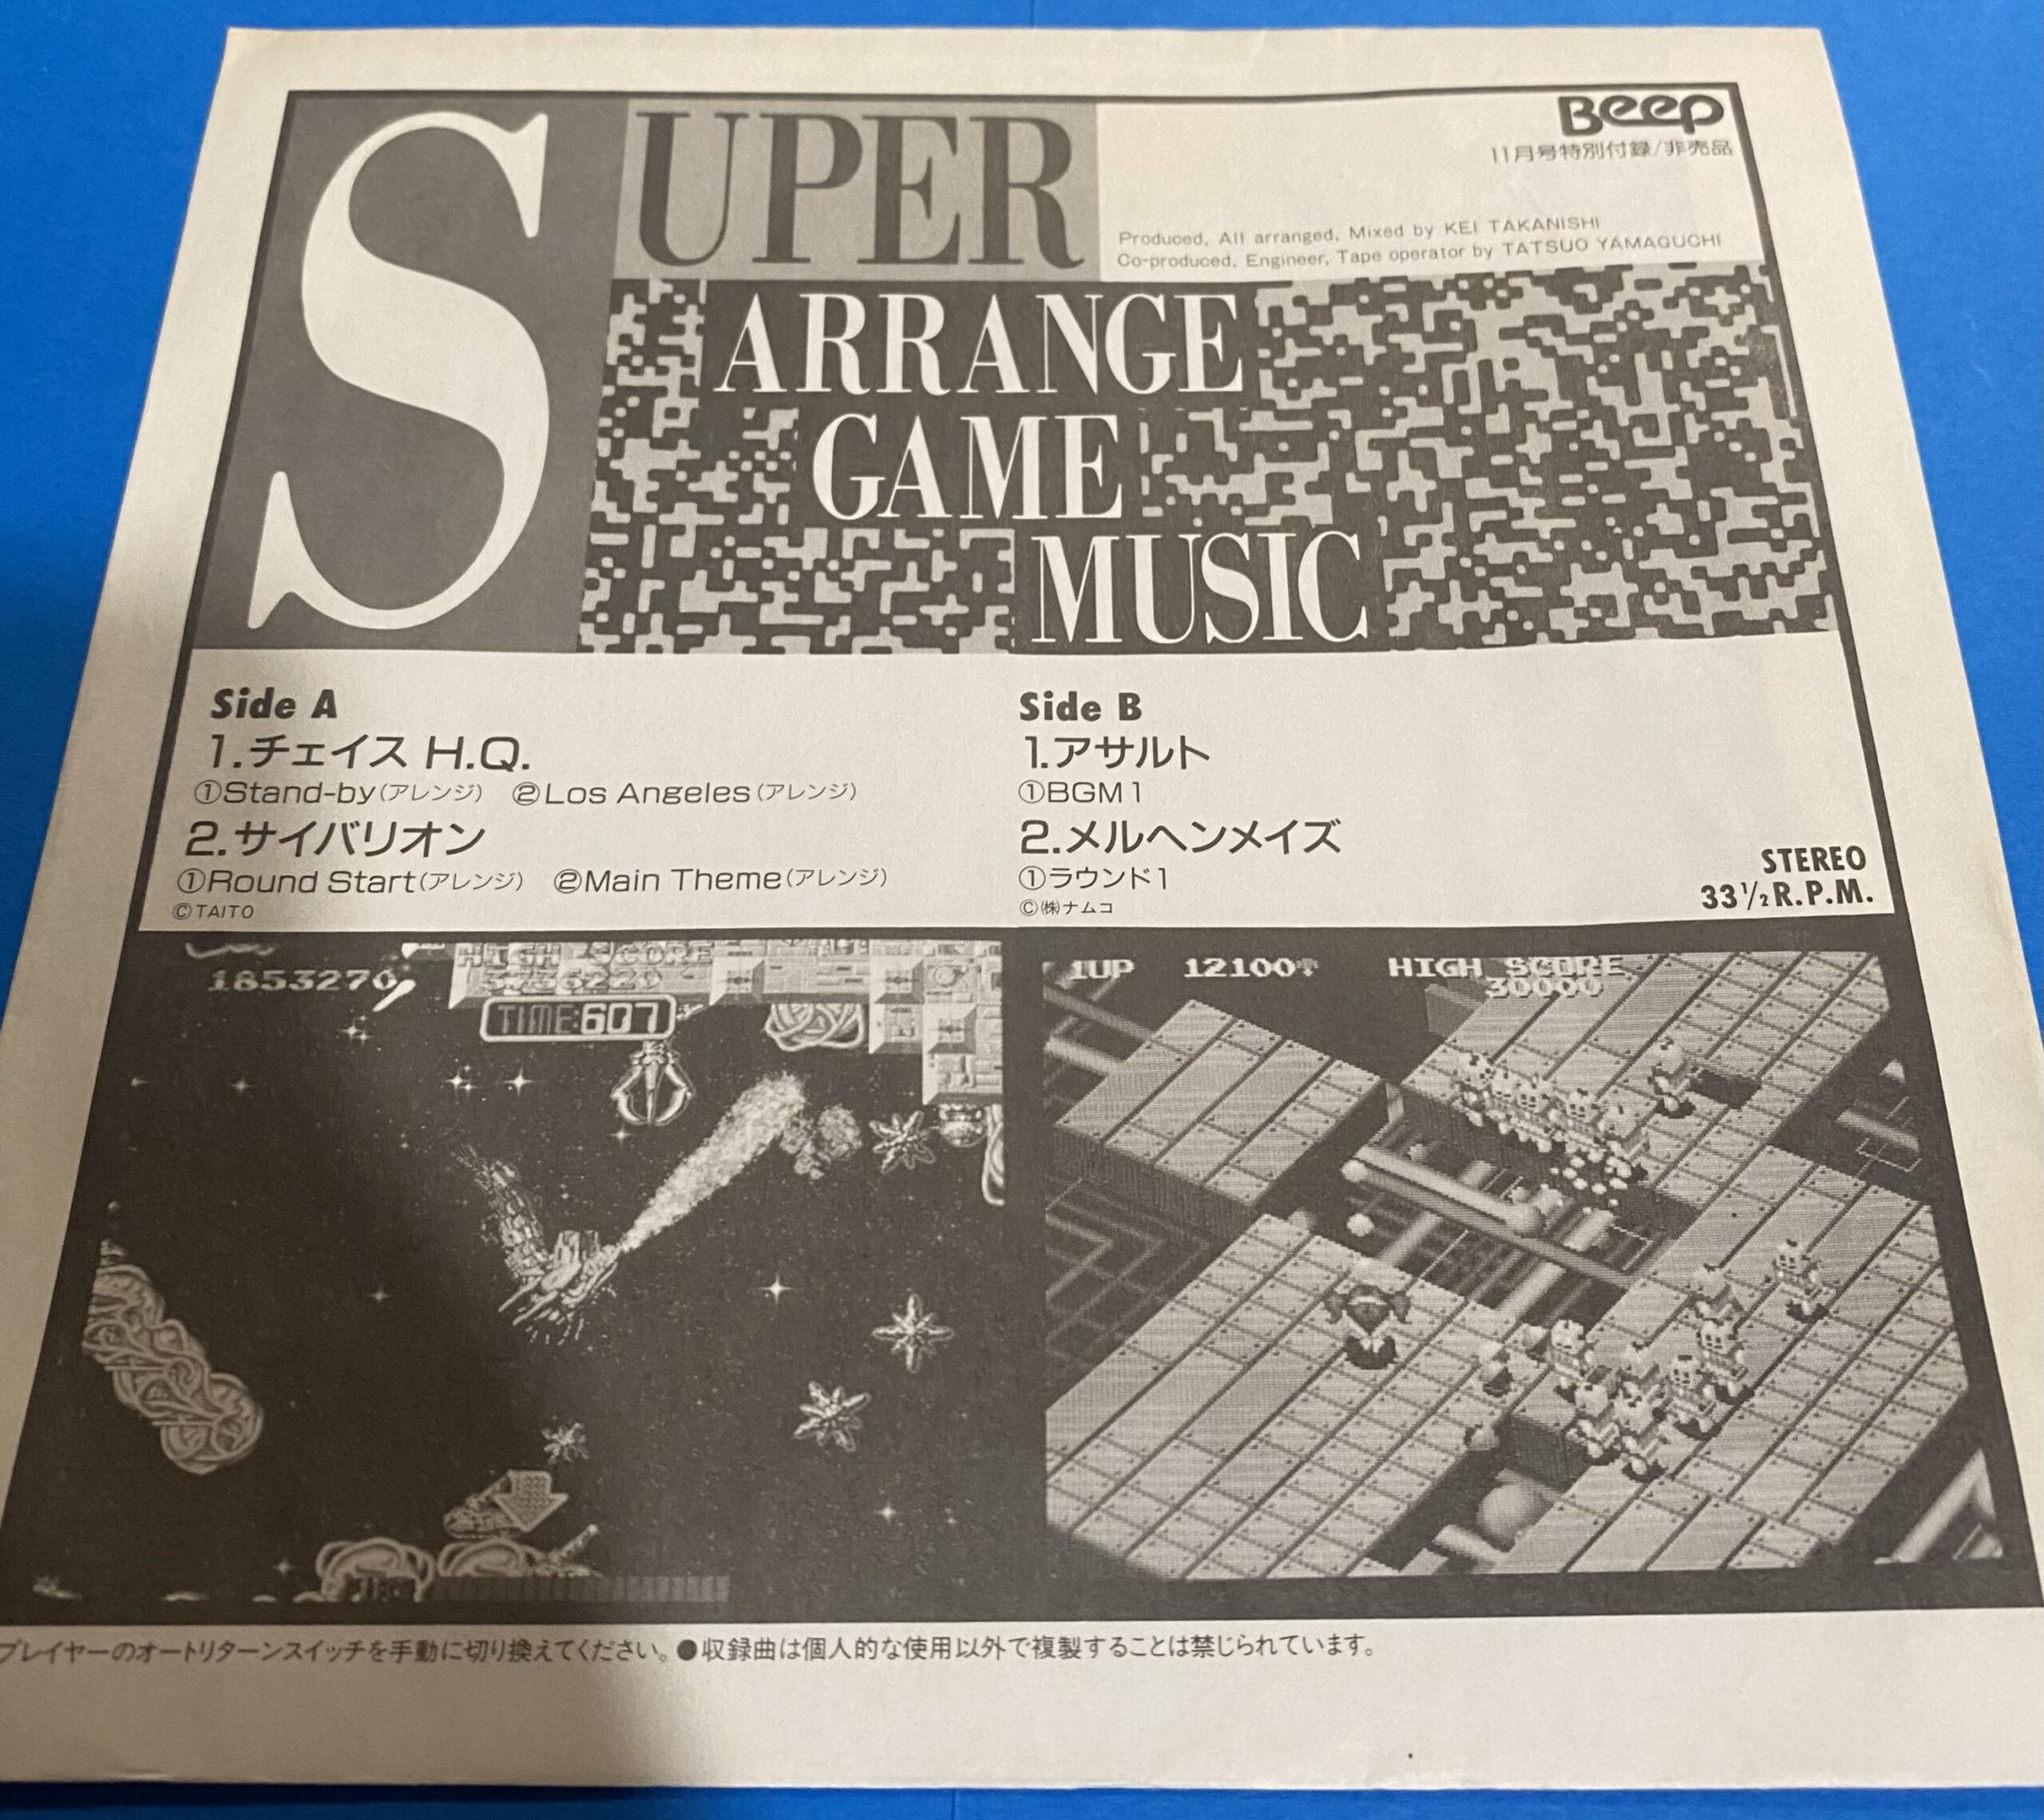 SUPER
ARRANGE
GAME
MUSIC
Beep
11月号特別付録/非売品
Produced, All arranged, Mixed by KEI TAKANISHI
Co-produced, Engineer, Tape operator by TATSUO YAMAGUCHI
Side A
1.チェイス H.Q.
①Stand-by(アレンジ) ②Los Angeles(アレンジ)
2.サイバリオン
①Round Start(アレンジ) ②Main Theme(アレンジ)
©TAITO
Side B
1.アサルト
①BGM1
2.メルヘンメイズ
①ラウンド1
©㈱ナムコ
STEREO
33½R.P.M.
HIGH SCORE
1853270
3736220
TIME:607
1UP 12100 HIGH SCORE
30000
プレイヤーのオートリターンスイッチを手動に切り換えてください。●収録曲は個人的な使用以外で複製することは禁じられています。